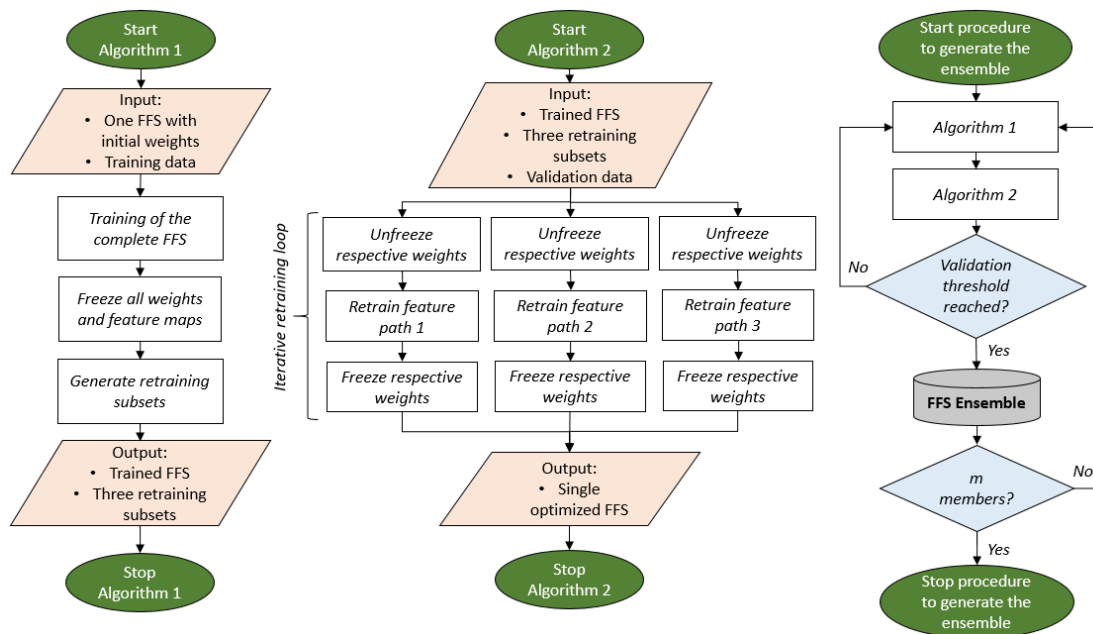 Start
Algorithm 1
Input:
• One FFS with
initial weights
• Training data
Training of the
complete FFS
Freeze all weights
and feature maps
Generate retraining
subsets
Output:
• Trained FFS
• Three retraining
subsets
Stop
Algorithm 1
Start
Algorithm 2
Input:
• Trained FFS
• Three retraining
subsets
• Validation data
Iterative retraining loop
Unfreeze
respective weights
Retrain feature
path 1
Freeze respective
weights
Unfreeze
respective weights
Retrain feature
path 2
Freeze respective
weights
Unfreeze
respective weights
Retrain feature
path 3
Freeze respective
weights
Output:
• Single
optimized FFS
Stop
Algorithm 2
Start procedure
to generate the
ensemble
Algorithm 1
Algorithm 2
No
Validation
threshold
reached?
Yes
FFS Ensemble
m
members?
No
Yes
Stop procedure
to generate the
ensemble